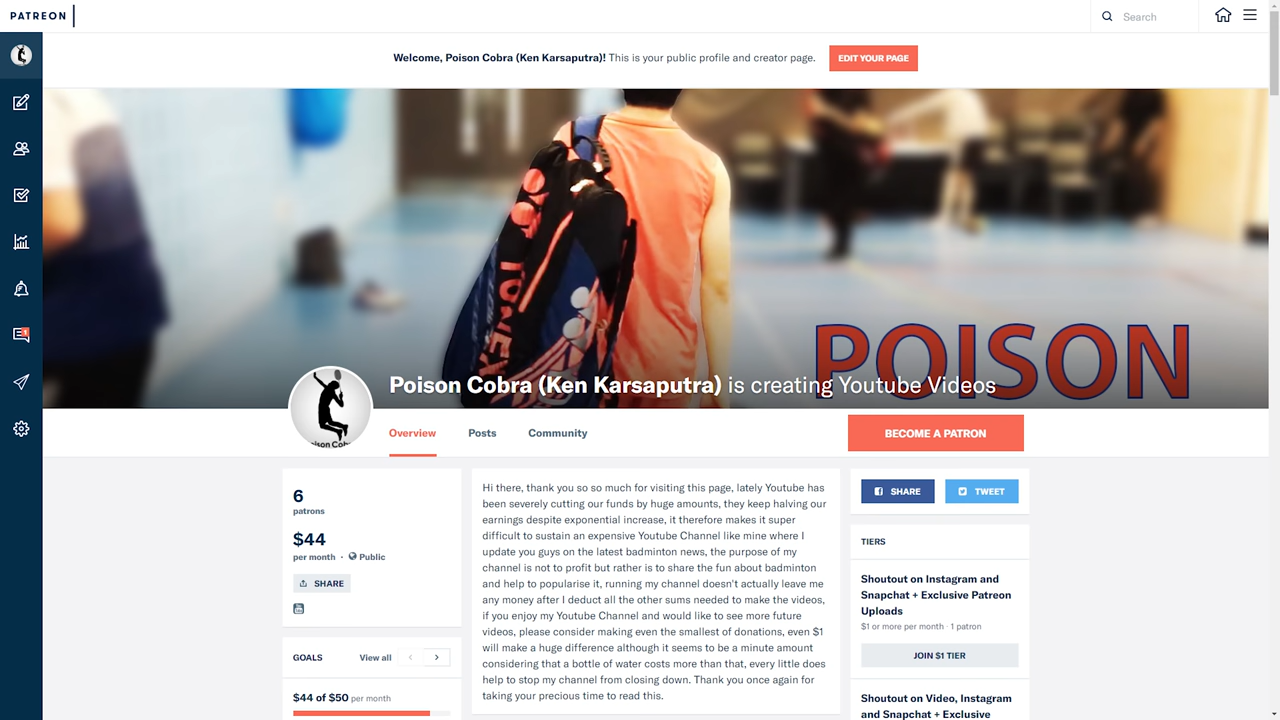 PATREON
Search
Welcome, Poison Cobra (Ken Karsaputra)! This is your public profile and creator page.
EDIT YOUR PAGE
YONEX
POISON
Poison Cobra (Ken Karsaputra) is creating Youtube Videos
Overview
Posts
Community
BECOME A PATRON
6
patrons
$44
per month · Public
SHARE
GOALS
View all
$44 of $50 per month
Hi there, thank you so so much for visiting this page, lately Youtube has
been severely cutting our funds by huge amounts, they keep halving our
earnings despite exponential increase, it therefore makes it super
difficult to sustain an expensive Youtube Channel like mine where I
update you guys on the latest badminton news, the purpose of my
channel is not to profit but rather is to share the fun about badminton
and help to popularise it, running my channel doesn't actually leave me
any money after I deduct all the other sums needed to make the videos,
if you enjoy my Youtube Channel and would like to see more future
videos, please consider making even the smallest of donations, even $1
will make a huge difference although it seems to be a minute amount
considering that a bottle of water costs more than that, every little does
help to stop my channel from closing down. Thank you once again for
taking your precious time to read this.
SHARE
TWEET
TIERS
Shoutout on Instagram and
Snapchat + Exclusive Patreon
Uploads
$1 or more per month · 1 patron
JOIN $1 TIER
Shoutout on Video, Instagram
and Snapchat + Exclusive